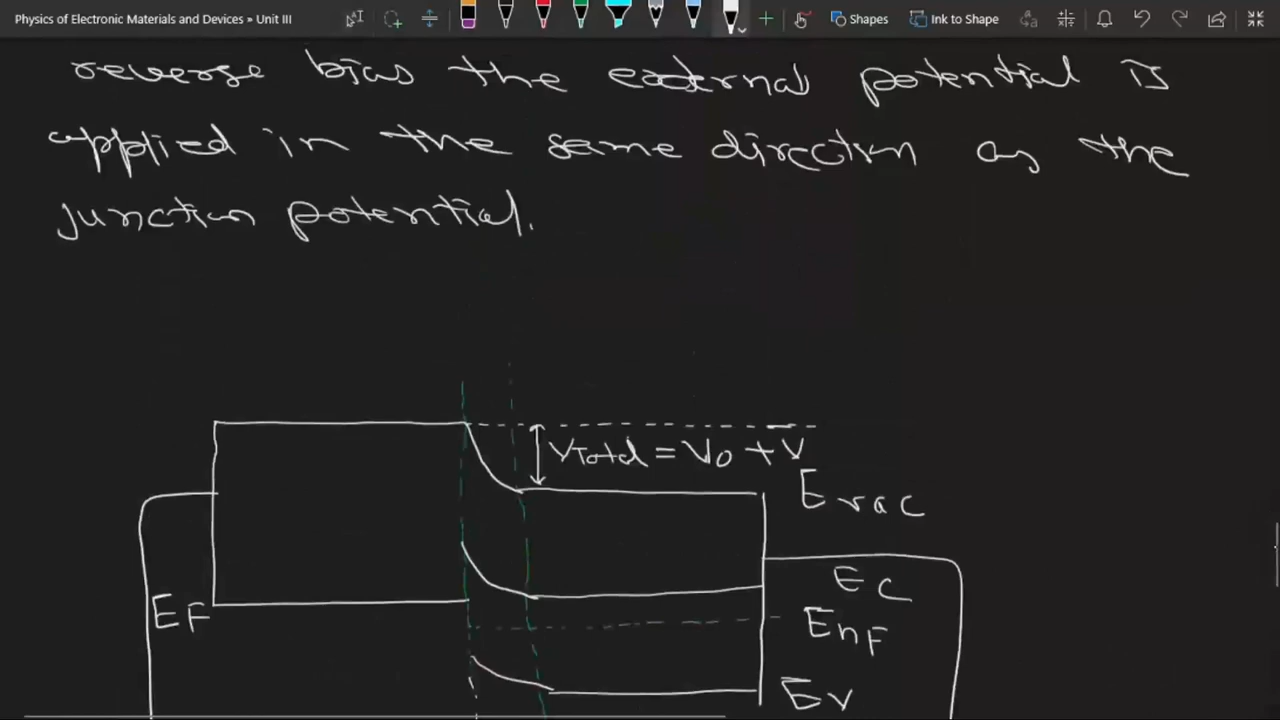 Physics of Electronic Materials and Devices » Unit III
Shapes
Ink to Shape
reverse bias the external potential is
applied in the same direction as the
junction potential.
VTotal = V0 + V
Evac
EC
EF
EnF
EV